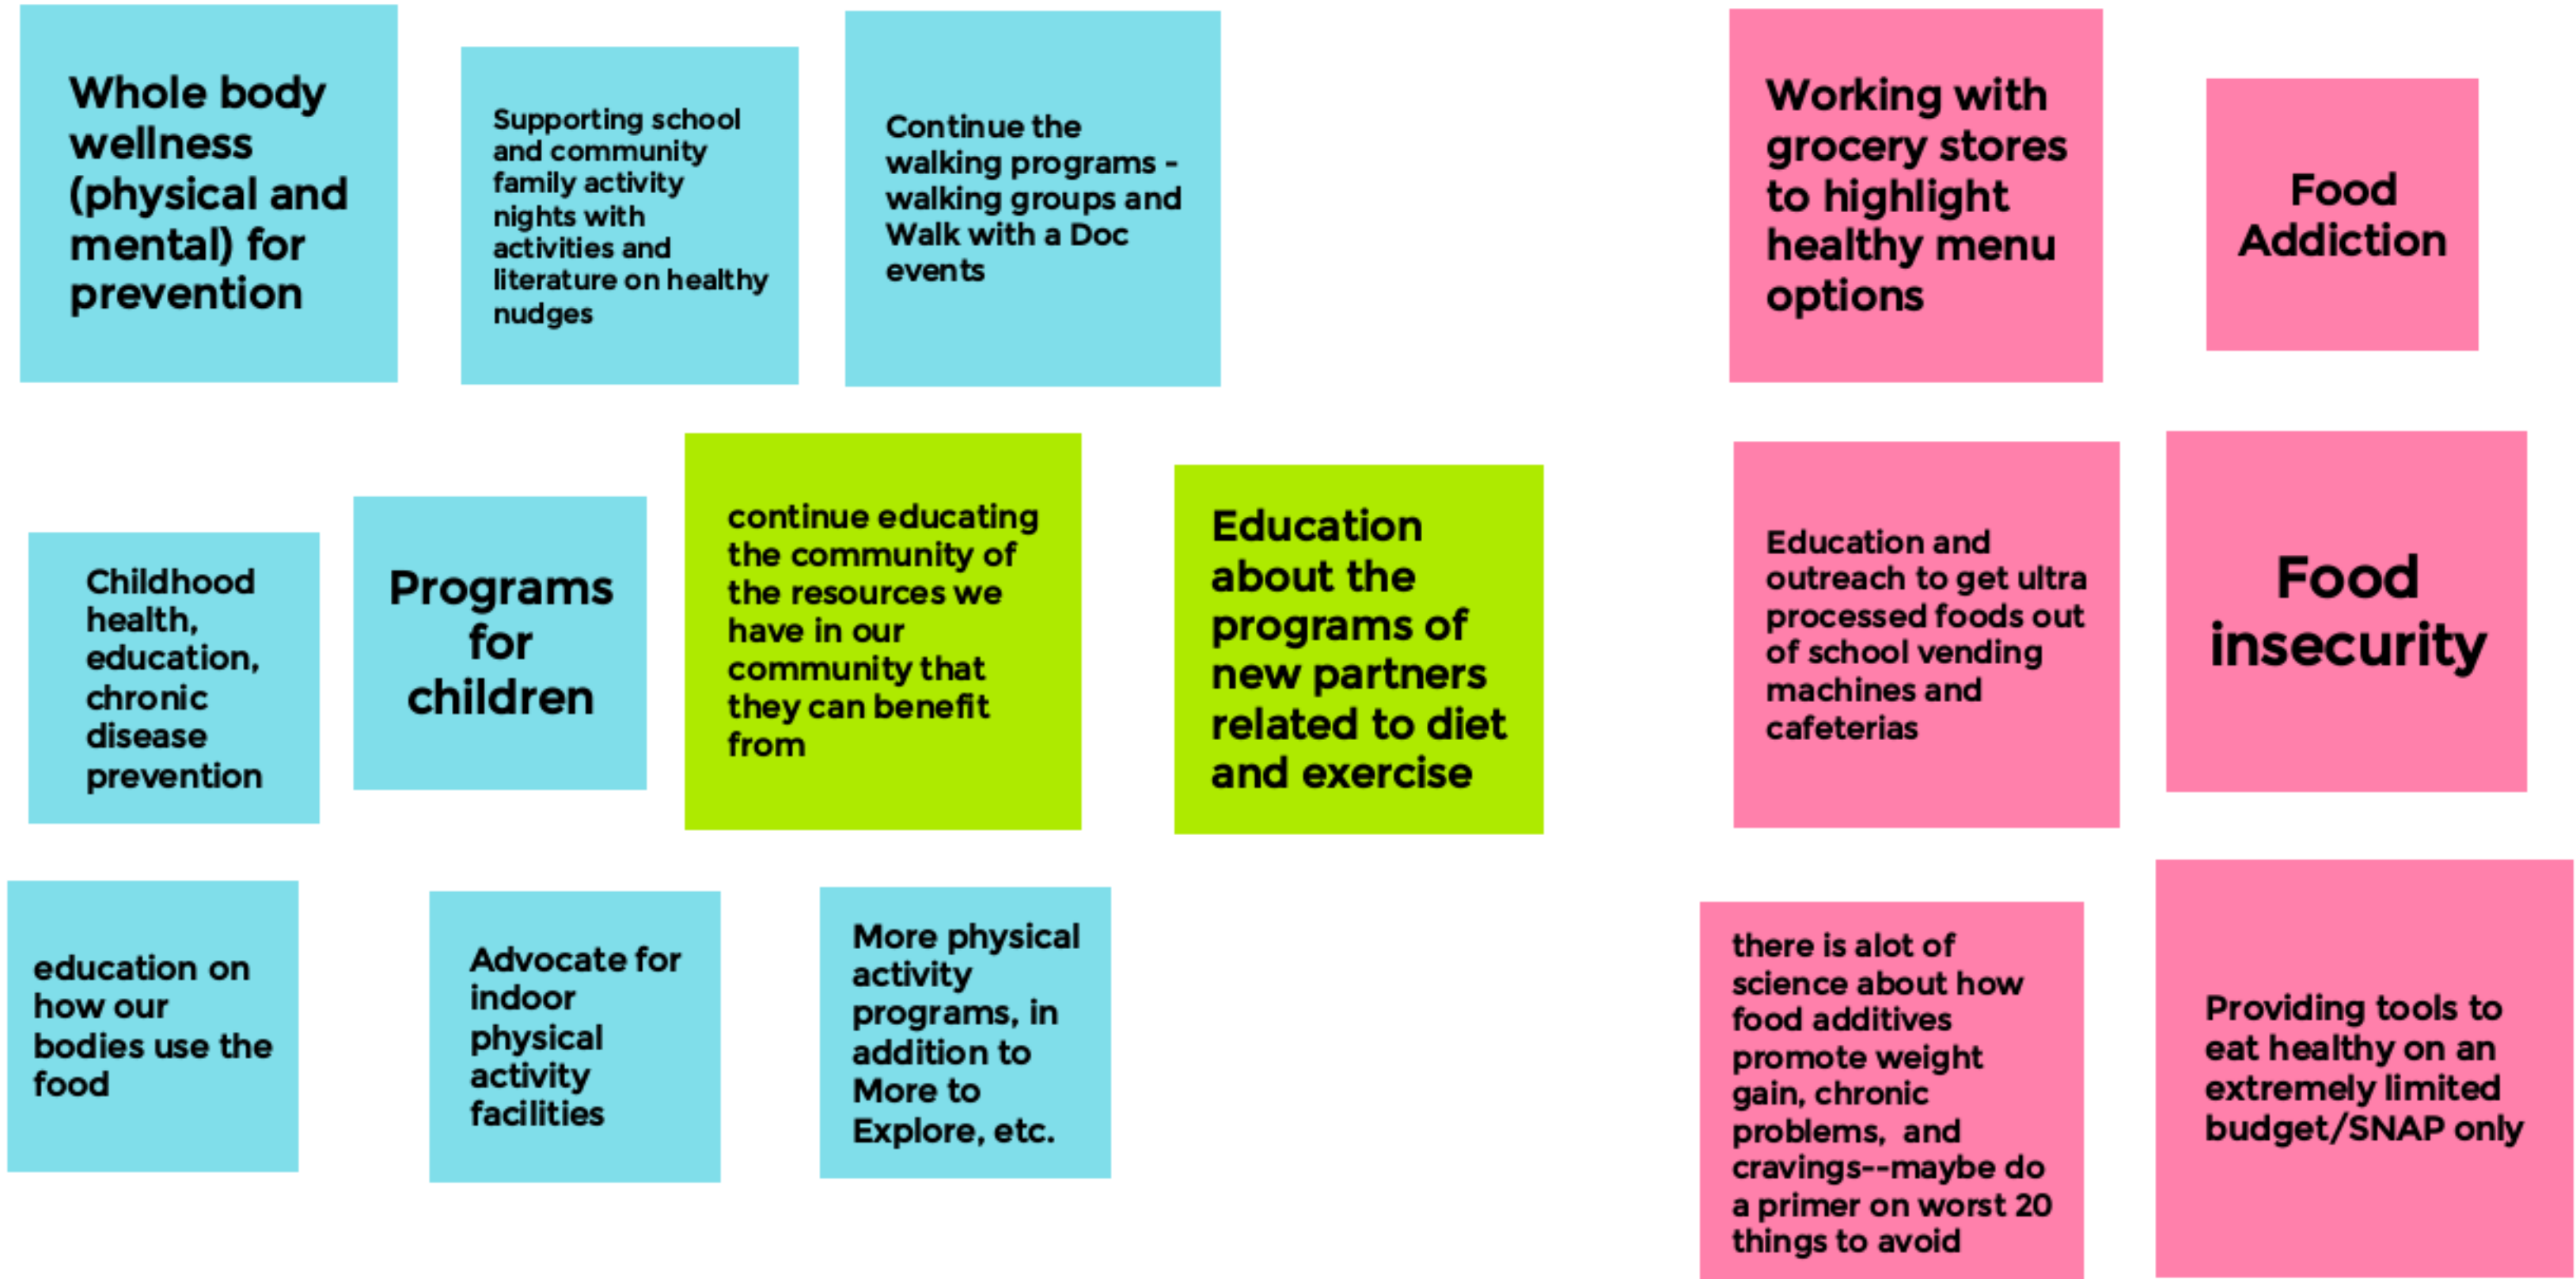 Whole body
wellness
(physical and
mental) for
prevention
Supporting school
and community
family activity
nights with
activities and
literature on healthy
nudges
Continue the
walking programs -
walking groups and
Walk with a Doc
events
Working with
grocery stores
to highlight
healthy menu
options
Food
Addiction
Childhood
health,
education,
chronic
disease
prevention
Programs
for
children
continue educating
the community of
the resources we
have in our
community that
they can benefit
from
Education
about the
programs of
new partners
related to diet
and exercise
Education and
outreach to get ultra
processed foods out
of school vending
machines and
cafeterias
Food
insecurity
education on
how our
bodies use the
food
Advocate for
indoor
physical
activity
facilities
More physical
activity
programs, in
addition to
More to
Explore, etc.
there is alot of
science about how
food additives
promote weight
gain, chronic
problems,  and
cravings--maybe do
a primer on worst 20
things to avoid
Providing tools to
eat healthy on an
extremely limited
budget/SNAP only